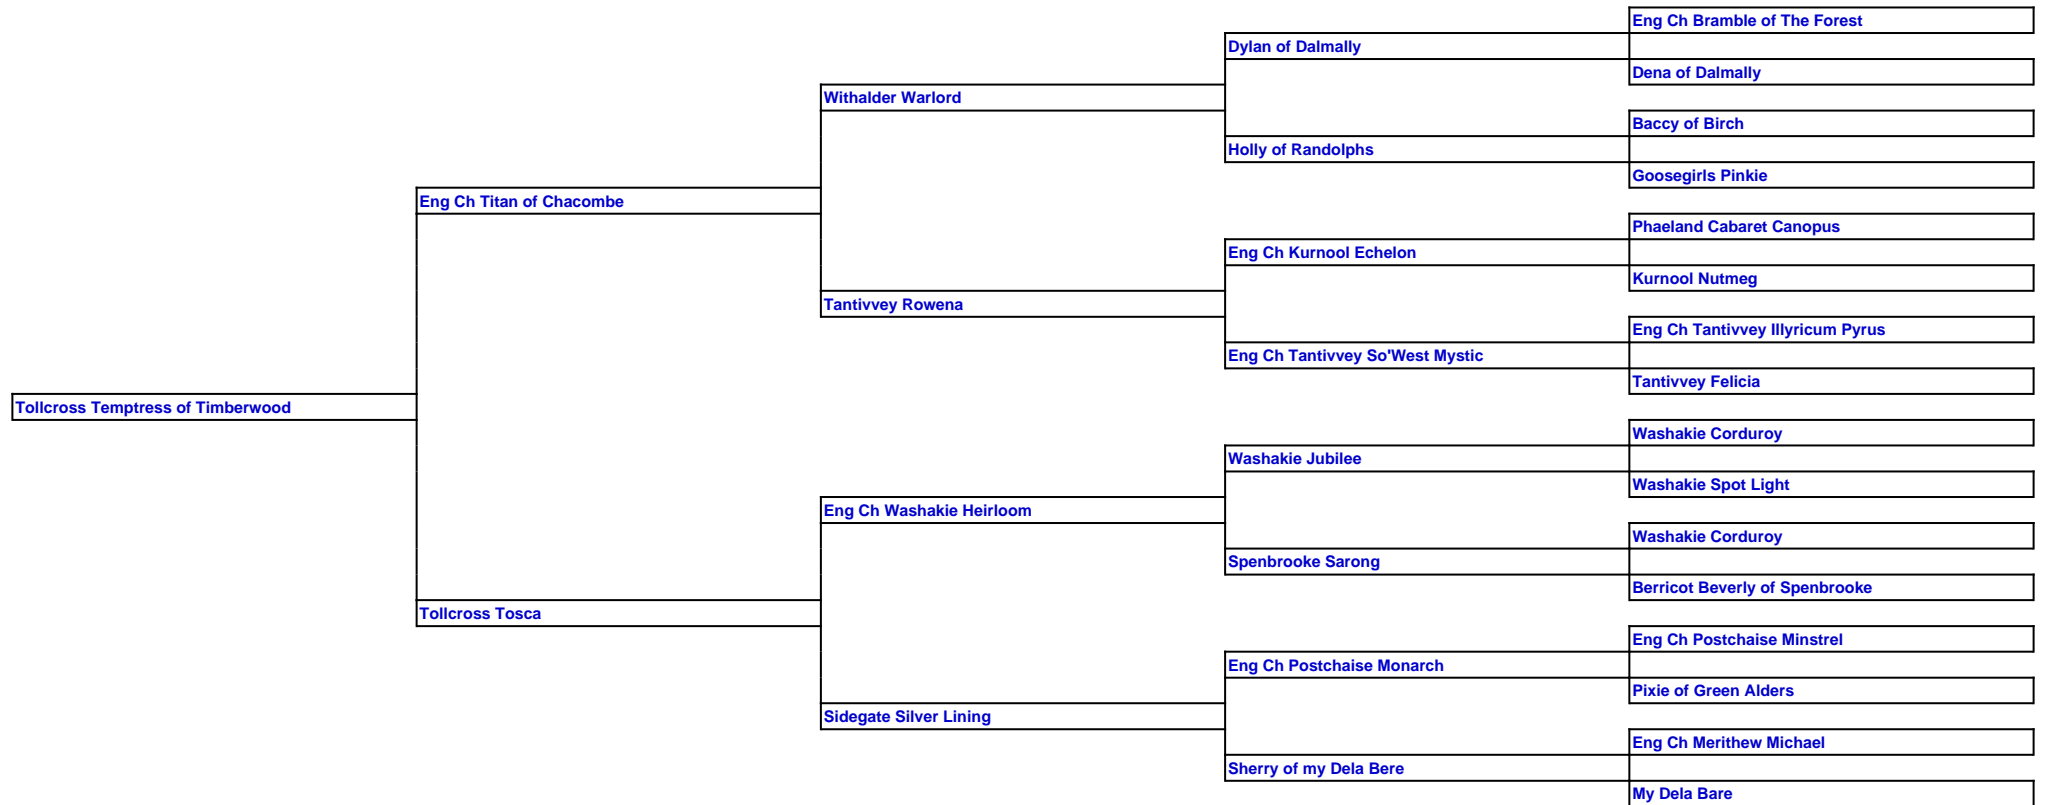 Eng Ch Bramble of The Forest
Dylan of Dalmally
Dena of Dalmally
Withalder Warlord
Baccy of Birch
Holly of Randolphs
Goosegirls Pinkie
Eng Ch Titan of Chacombe
Phaeland Cabaret Canopus
Eng Ch Kurnool Echelon
Kurnool Nutmeg
Tantivvey Rowena
Eng Ch Tantivvey Illyricum Pyrus
Eng Ch Tantivvey So'West Mystic
Tantivvey Felicia
Tollcross Temptress of Timberwood
Washakie Corduroy
Washakie Jubilee
Washakie Spot Light
Eng Ch Washakie Heirloom
Washakie Corduroy
Spenbrooke Sarong
Berricot Beverly of Spenbrooke
Tollcross Tosca
Eng Ch Postchaise Minstrel
Eng Ch Postchaise Monarch
Pixie of Green Alders
Sidegate Silver Lining
Eng Ch Merithew Michael
Sherry of my Dela Bere
My Dela Bare